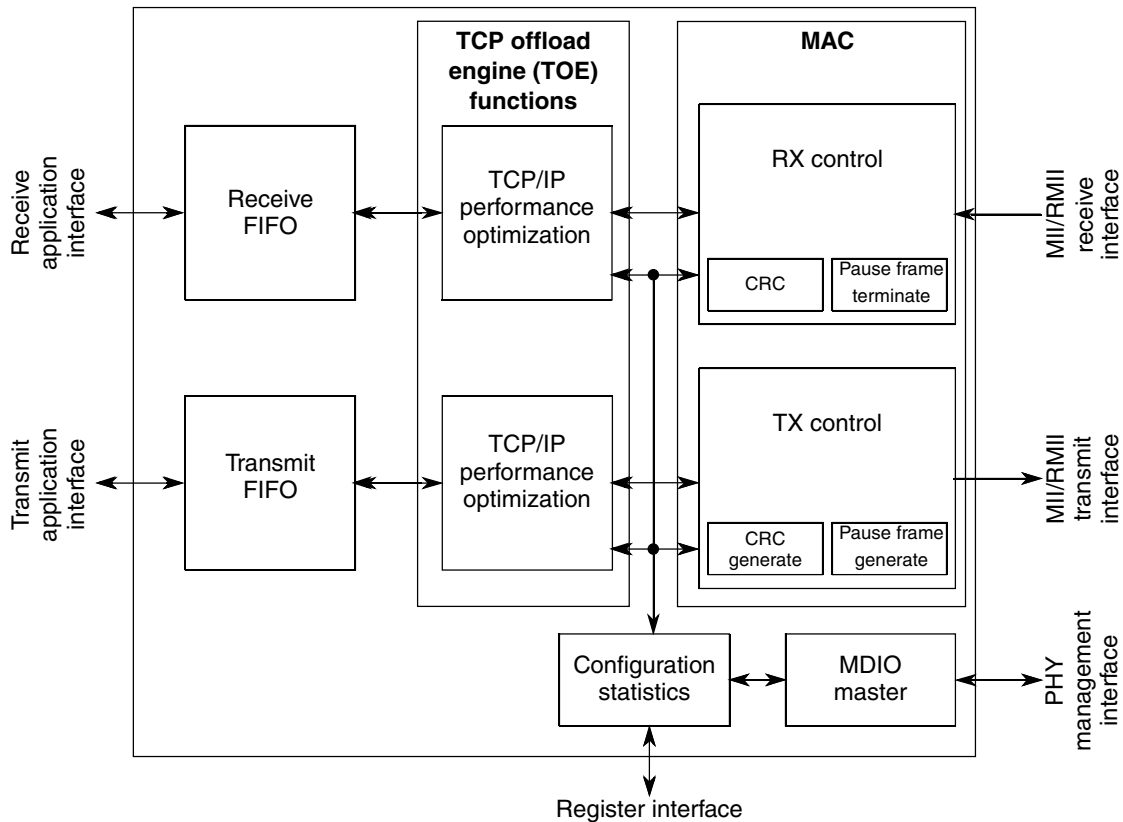 TCP offload
engine (TOE)
functions
MAC
Receive
application
interface
Receive
FIFO
TCP/IP
performance
optimization
RX control
CRC
Pause frame
terminate
MII/RMII
receive
interface
Transmit
application
interface
Transmit
FIFO
TCP/IP
performance
optimization
TX control
CRC
generate
Pause frame
generate
MII/RMII
transmit
interface
Configuration
statistics
MDIO
master
PHY
management
interface
Register interface